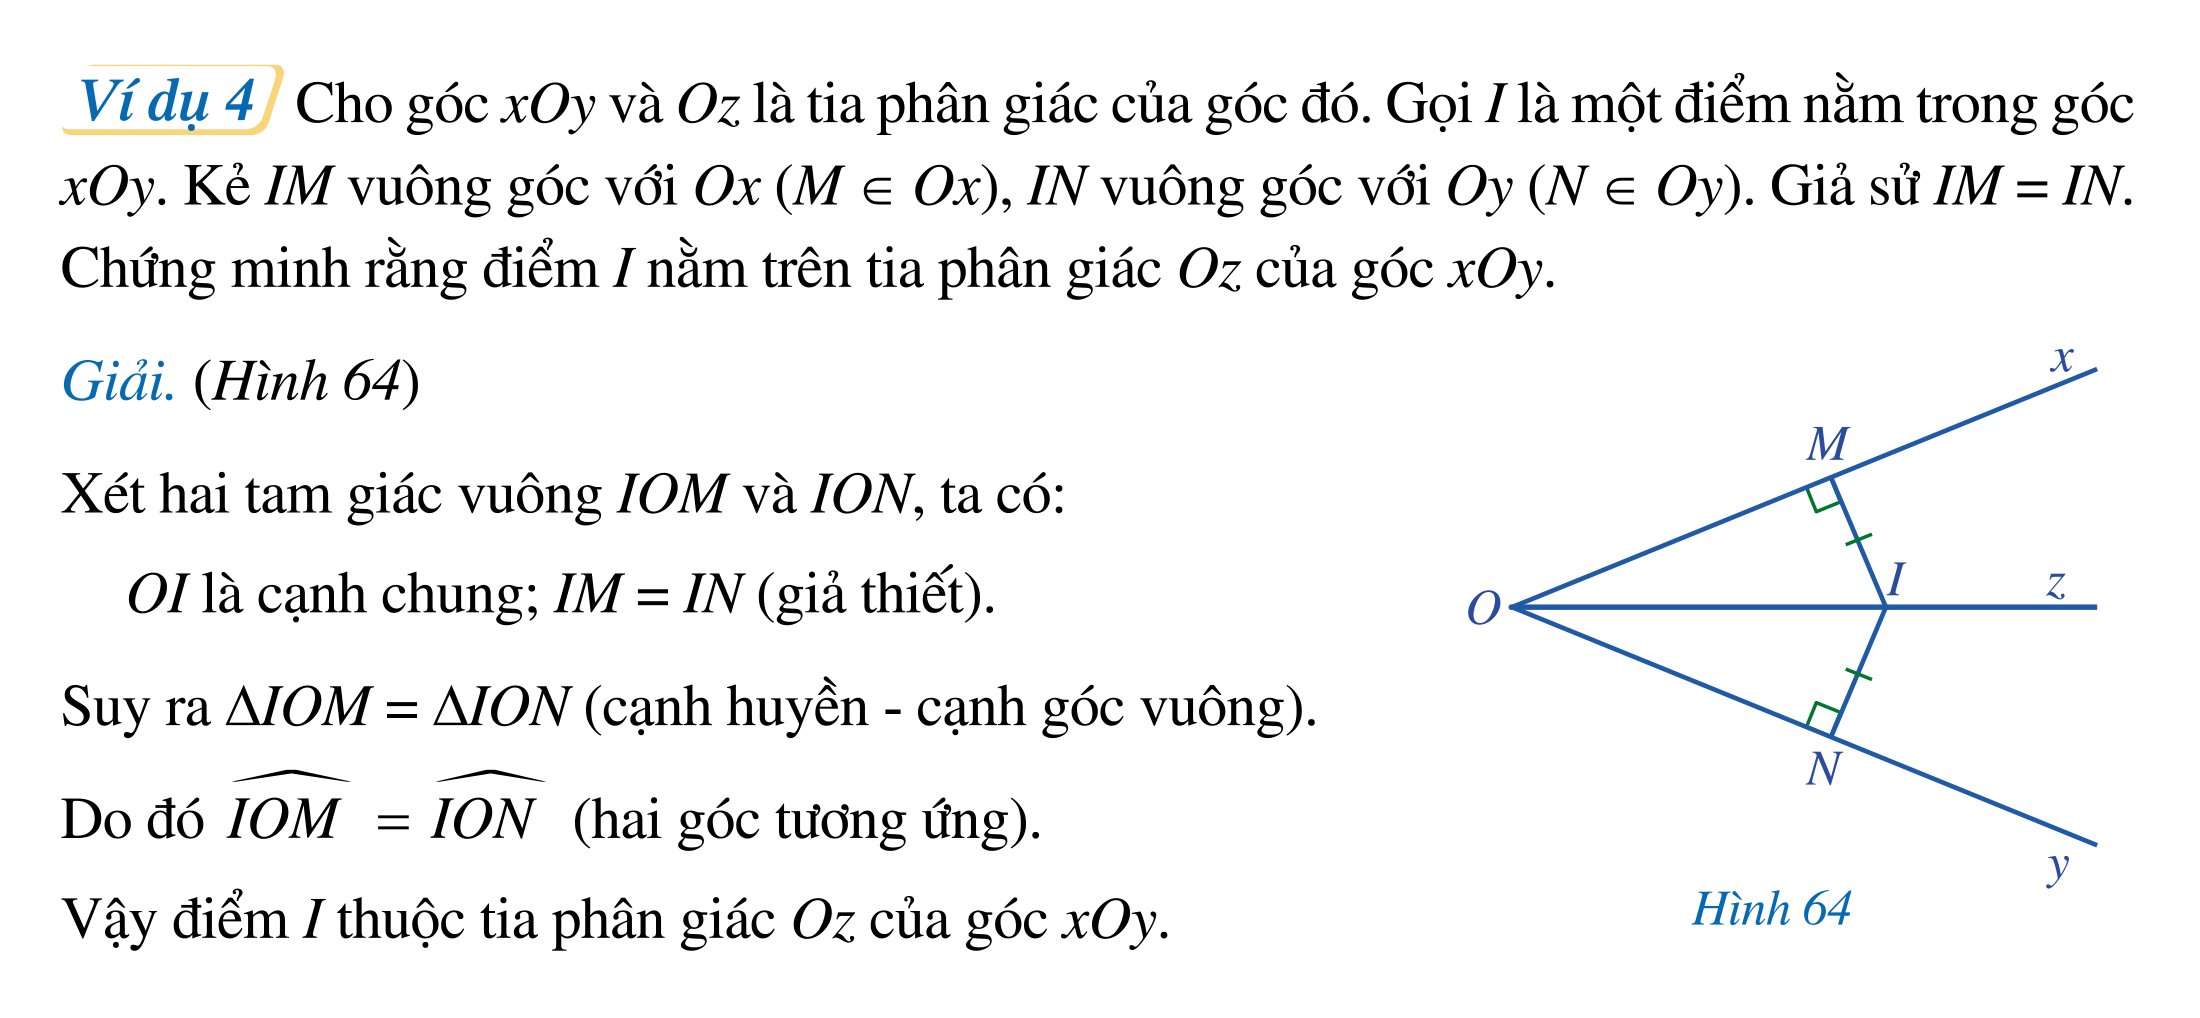 Ví dụ 4 Cho góc xOy và Oz là tia phân giác của góc đó. Gọi I là một điểm nằm trong góc
xOy. Kẻ IM vuông góc với Ox (M ∈ Ox), IN vuông góc với Oy (N ∈ Oy). Giả sử IM = IN.
Chứng minh rằng điểm I nằm trên tia phân giác Oz của góc xOy.
Giải. (Hình 64)
Xét hai tam giác vuông IOM và ION, ta có:
OI là cạnh chung; IM = IN (giả thiết).
Suy ra ΔIOM = ΔION (cạnh huyền - cạnh góc vuông).
Do đó $\widehat{IOM}$ = $\widehat{ION}$ (hai góc tương ứng).
Vậy điểm I thuộc tia phân giác Oz của góc xOy.
x
M
I
z
O
N
y
Hình 64